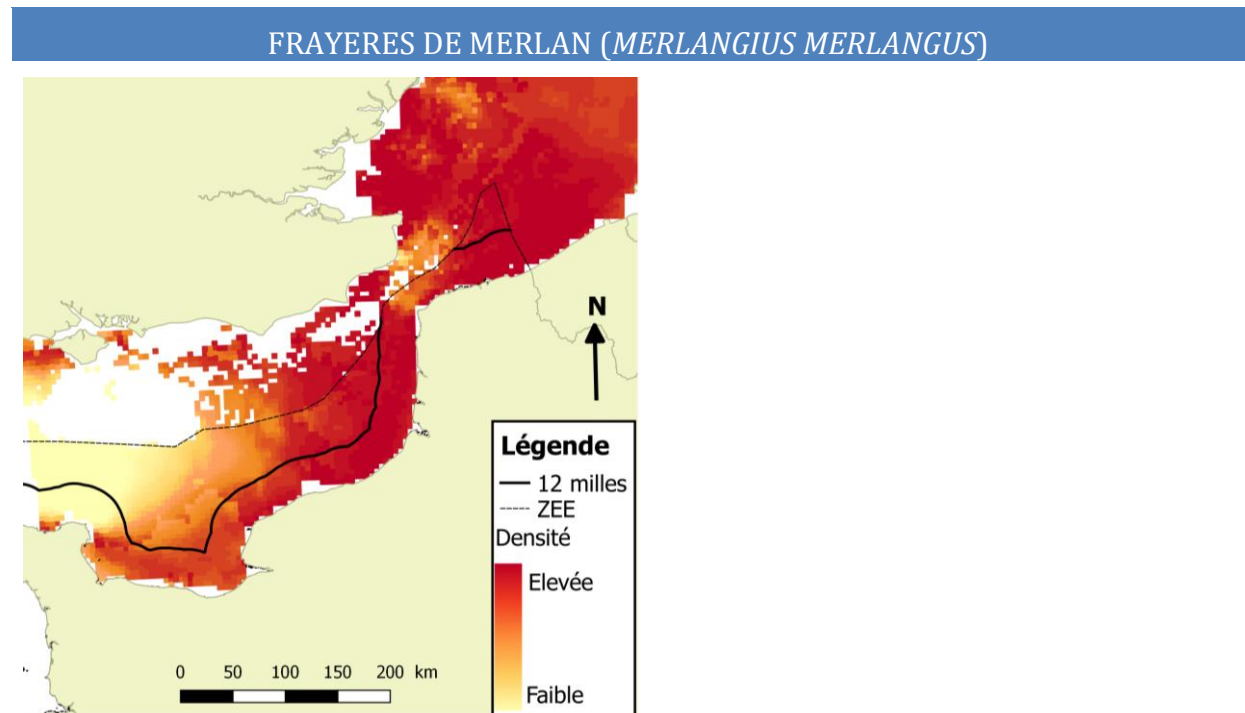 FRAYERES DE MERLAN (MERLANGIUS MERLANGUS)
N
Légende
12 milles
ZEE
Densité
Elevée
Faible
0 50 100 150 200 km